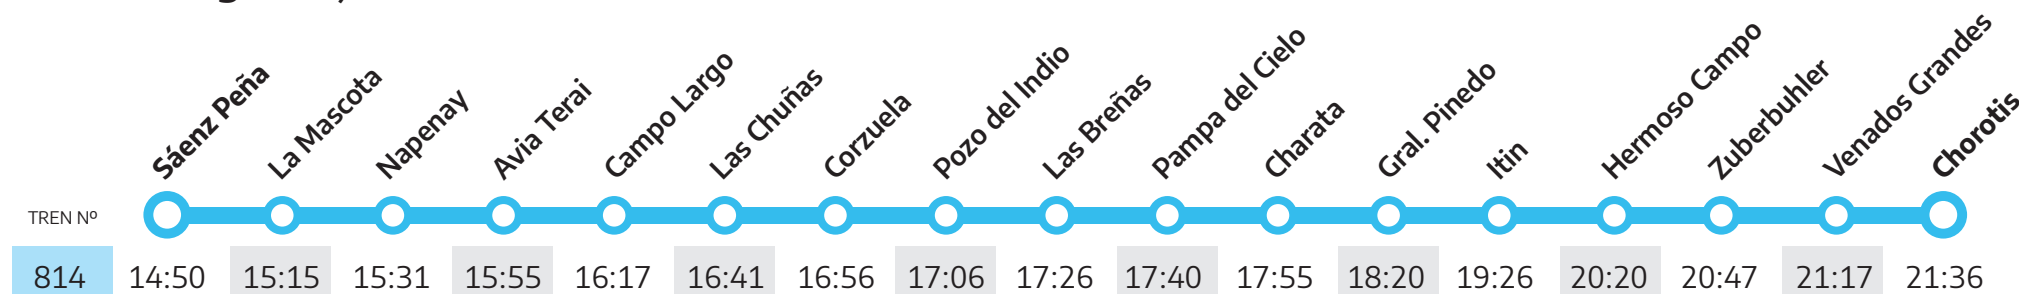 Sáenz Peña
La Mascota
Napenay
Avia Terai
Campo Largo
Las Chuñas
Corzuela
Pozo del Indio
Las Breñas
Pampa del Cielo
Charata
Gral. Pinedo
Itin
Hermoso Campo
Zuberbuhler
Venados Grandes
Chorotis
TREN Nº
814 14:50 15:15 15:31 15:55 16:17 16:41 16:56 17:06 17:26 17:40 17:55 18:20 19:26 20:20 20:47 21:17 21:36